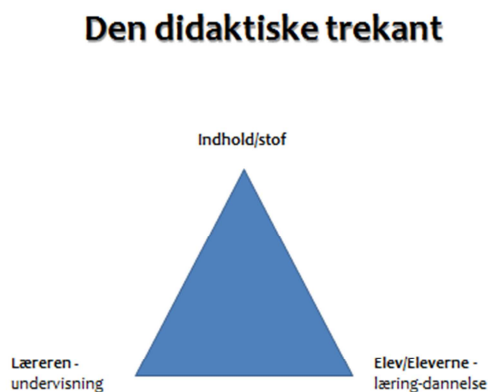 Den didaktiske trekant
Indhold/stof
Læreren -
undervisning
Elev/Eleverne -
læring-dannelse